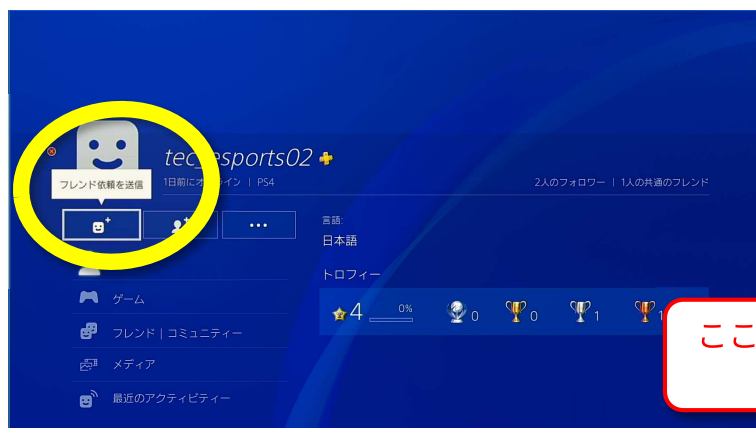 tec_esports02
フレンド依頼を送信
1日前にオンライン | PS4
2人のフォロワー | 1人の共通のフレンド
言語:
日本語
トロフィー
4 0% 0 0 1 1
ゲーム
フレンド | コミュニティー
メディア
最近のアクティビティー
ここ